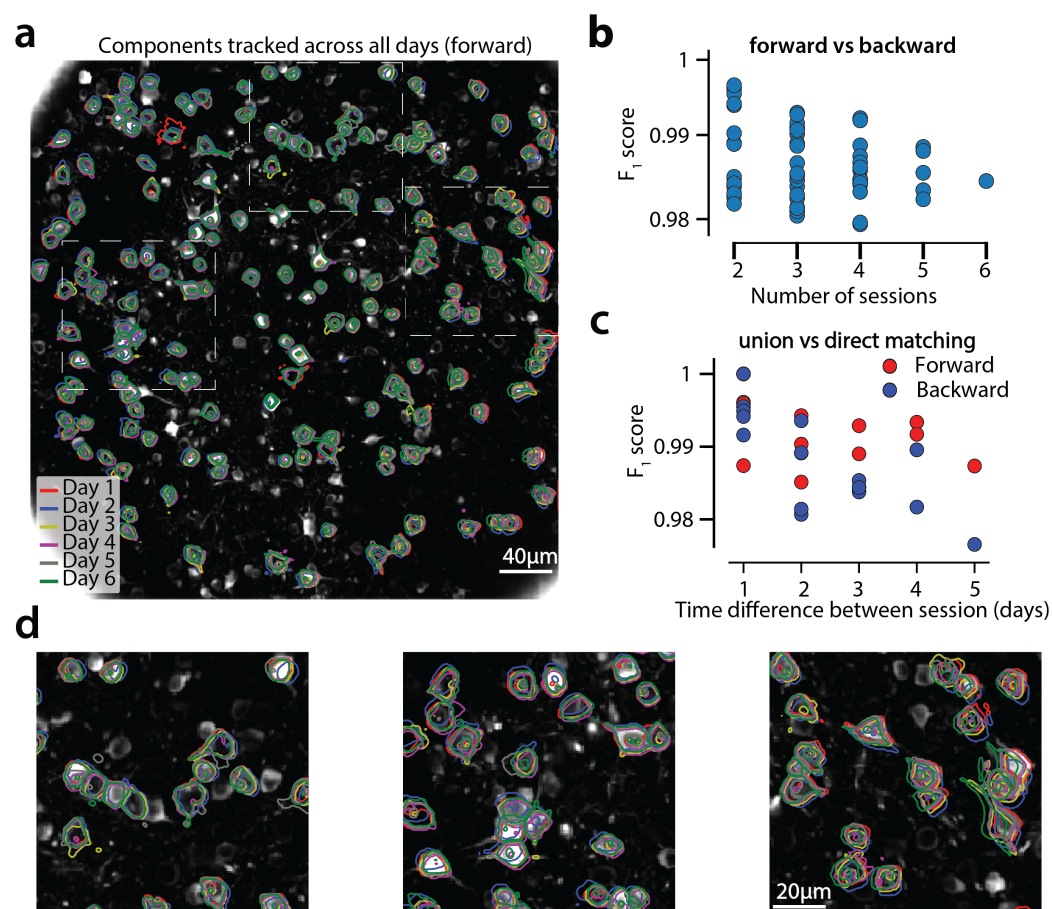 a
Components tracked across all days (forward)
Day 1
Day 2
Day 3
Day 4
Day 5
Day 6
40μm
b
forward vs backward
F1 score
1
0.99
0.98
2 3 4 5 6
Number of sessions
c
union vs direct matching
Forward
Backward
F1 score
1
0.99
0.98
1 2 3 4 5
Time difference between session (days)
d
20μm